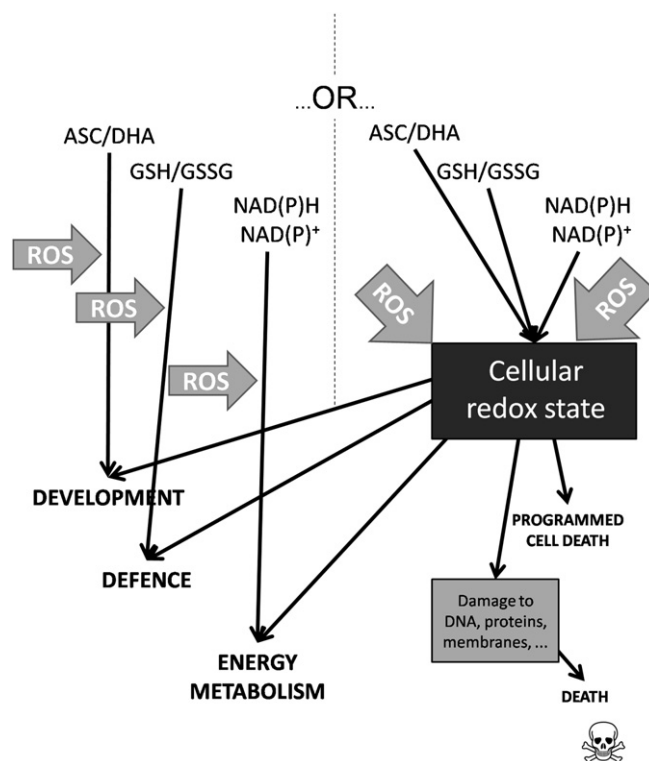 ...OR...
ASC/DHA
GSH/GSSG
NAD(P)H
NAD(P)+
ROS
ROS
ROS
DEVELOPMENT
DEFENCE
ENERGY
METABOLISM
ASC/DHA
GSH/GSSG
NAD(P)H
NAD(P)+
ROS
ROS
Cellular
redox state
PROGRAMMED
CELL DEATH
Damage to
DNA, proteins,
membranes, ...
DEATH